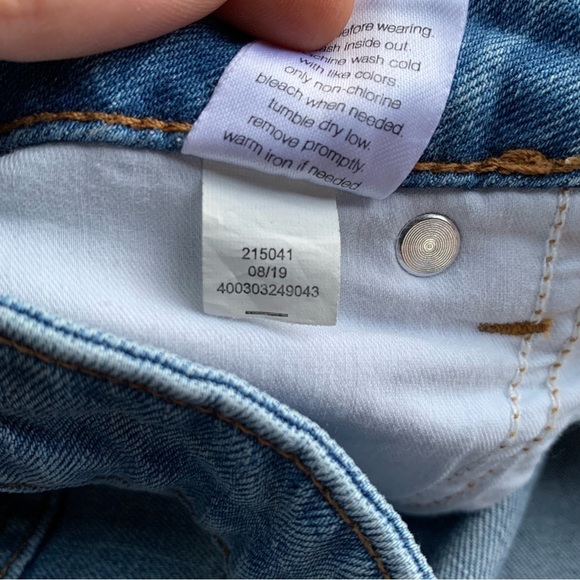 before wearing.
wash inside out.
machine wash cold
with like colors
only non-chlorine
bleach when needed.
tumble dry low.
remove promptly.
warm iron if needed
215041
08/19
400303249043